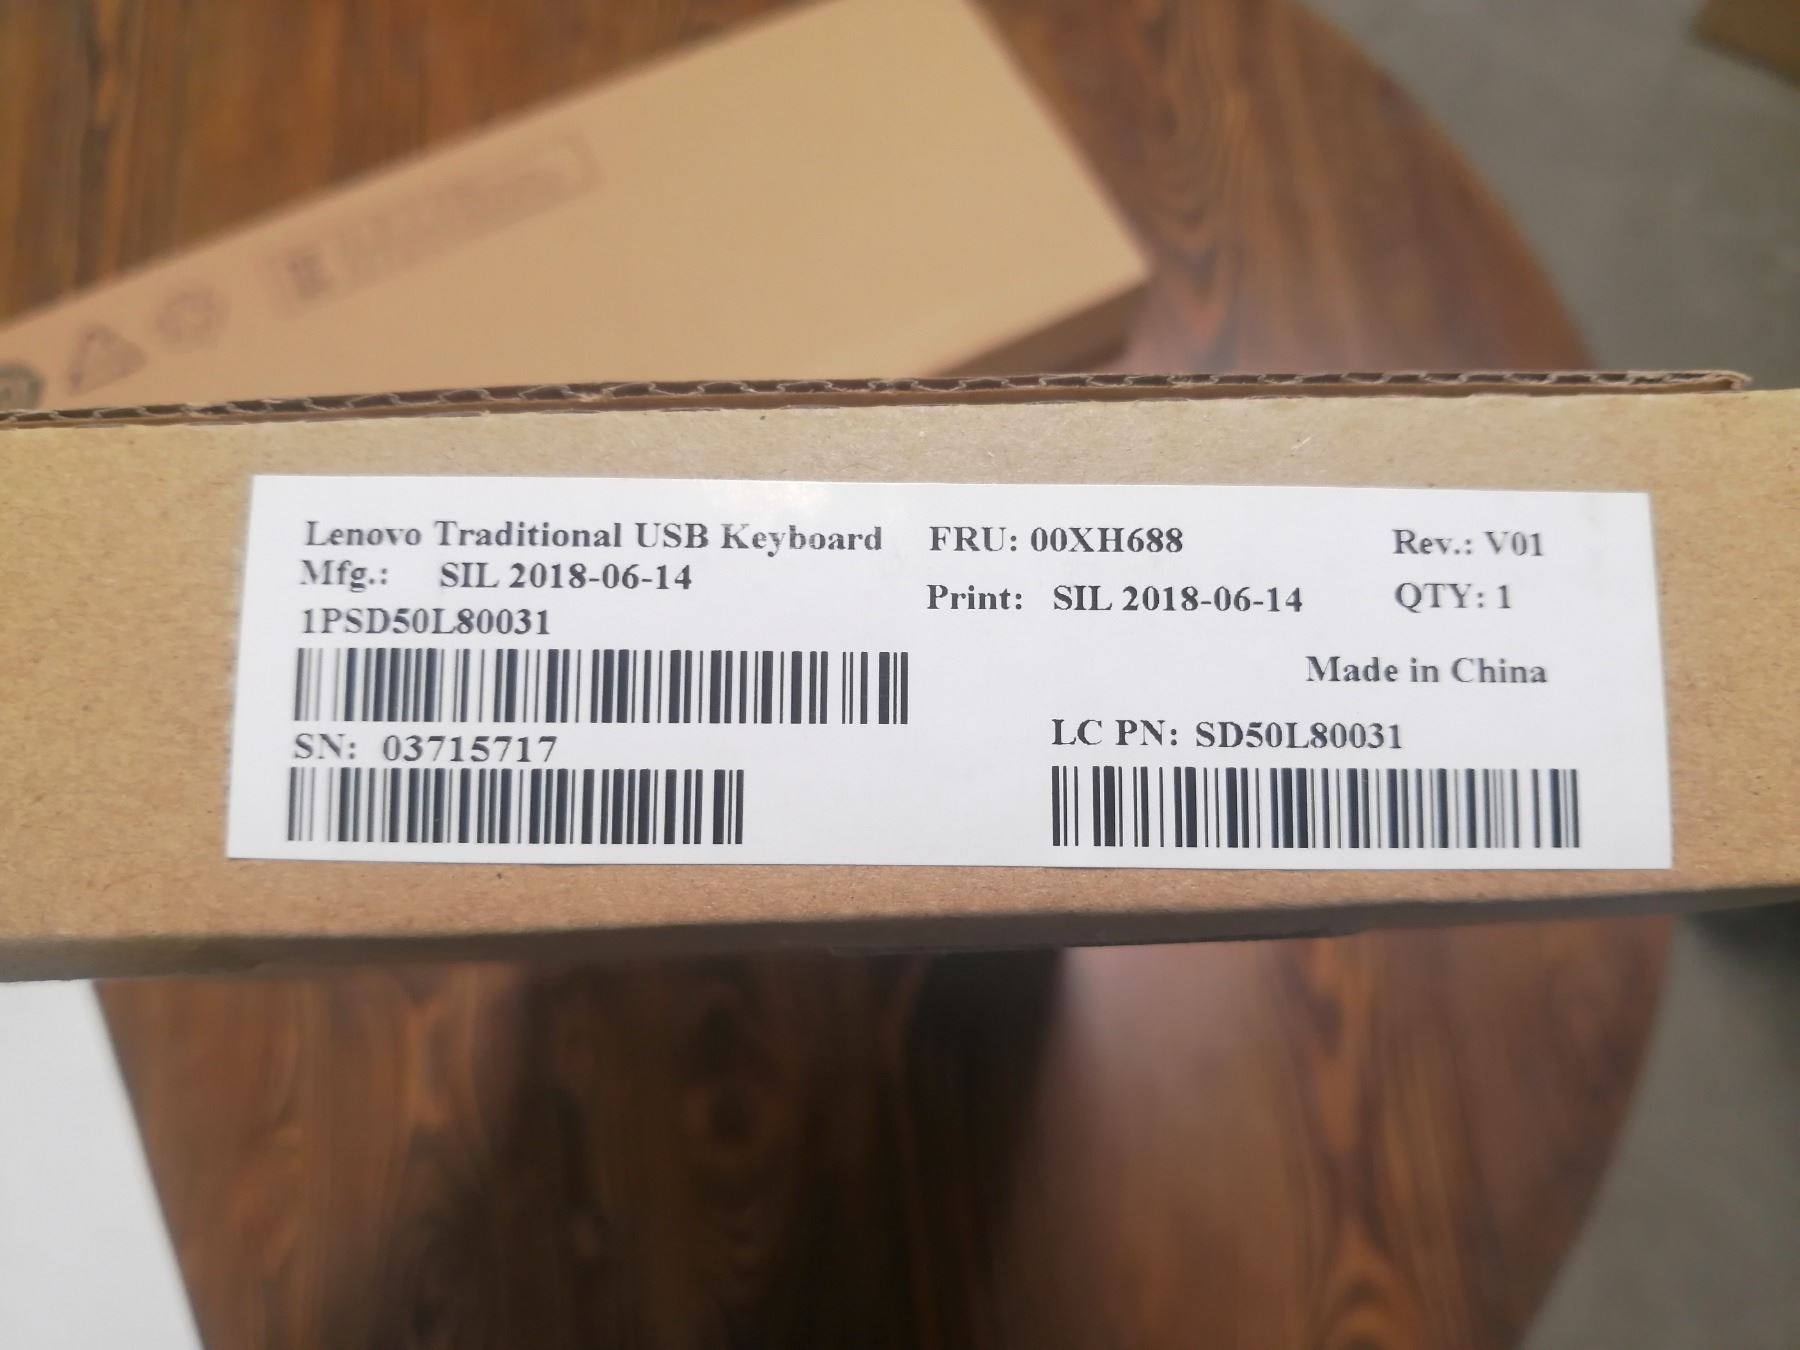 Lenovo Traditional USB Keyboard FRU: 00XH688 Rev.: V01
Mfg.: SIL 2018-06-14
Print: SIL 2018-06-14 QTY: 1
1PSD50L80031
Made in China
SN: 03715717
LC PN: SD50L80031